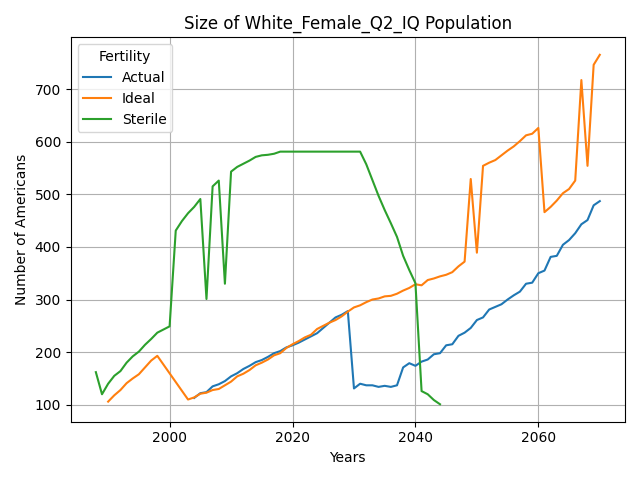 Size of White_Female_Q2_IQ Population
Fertility
Actual
Ideal
Sterile
Number of Americans
700
600
500
400
300
200
100
2000
2020
2040
2060
Years